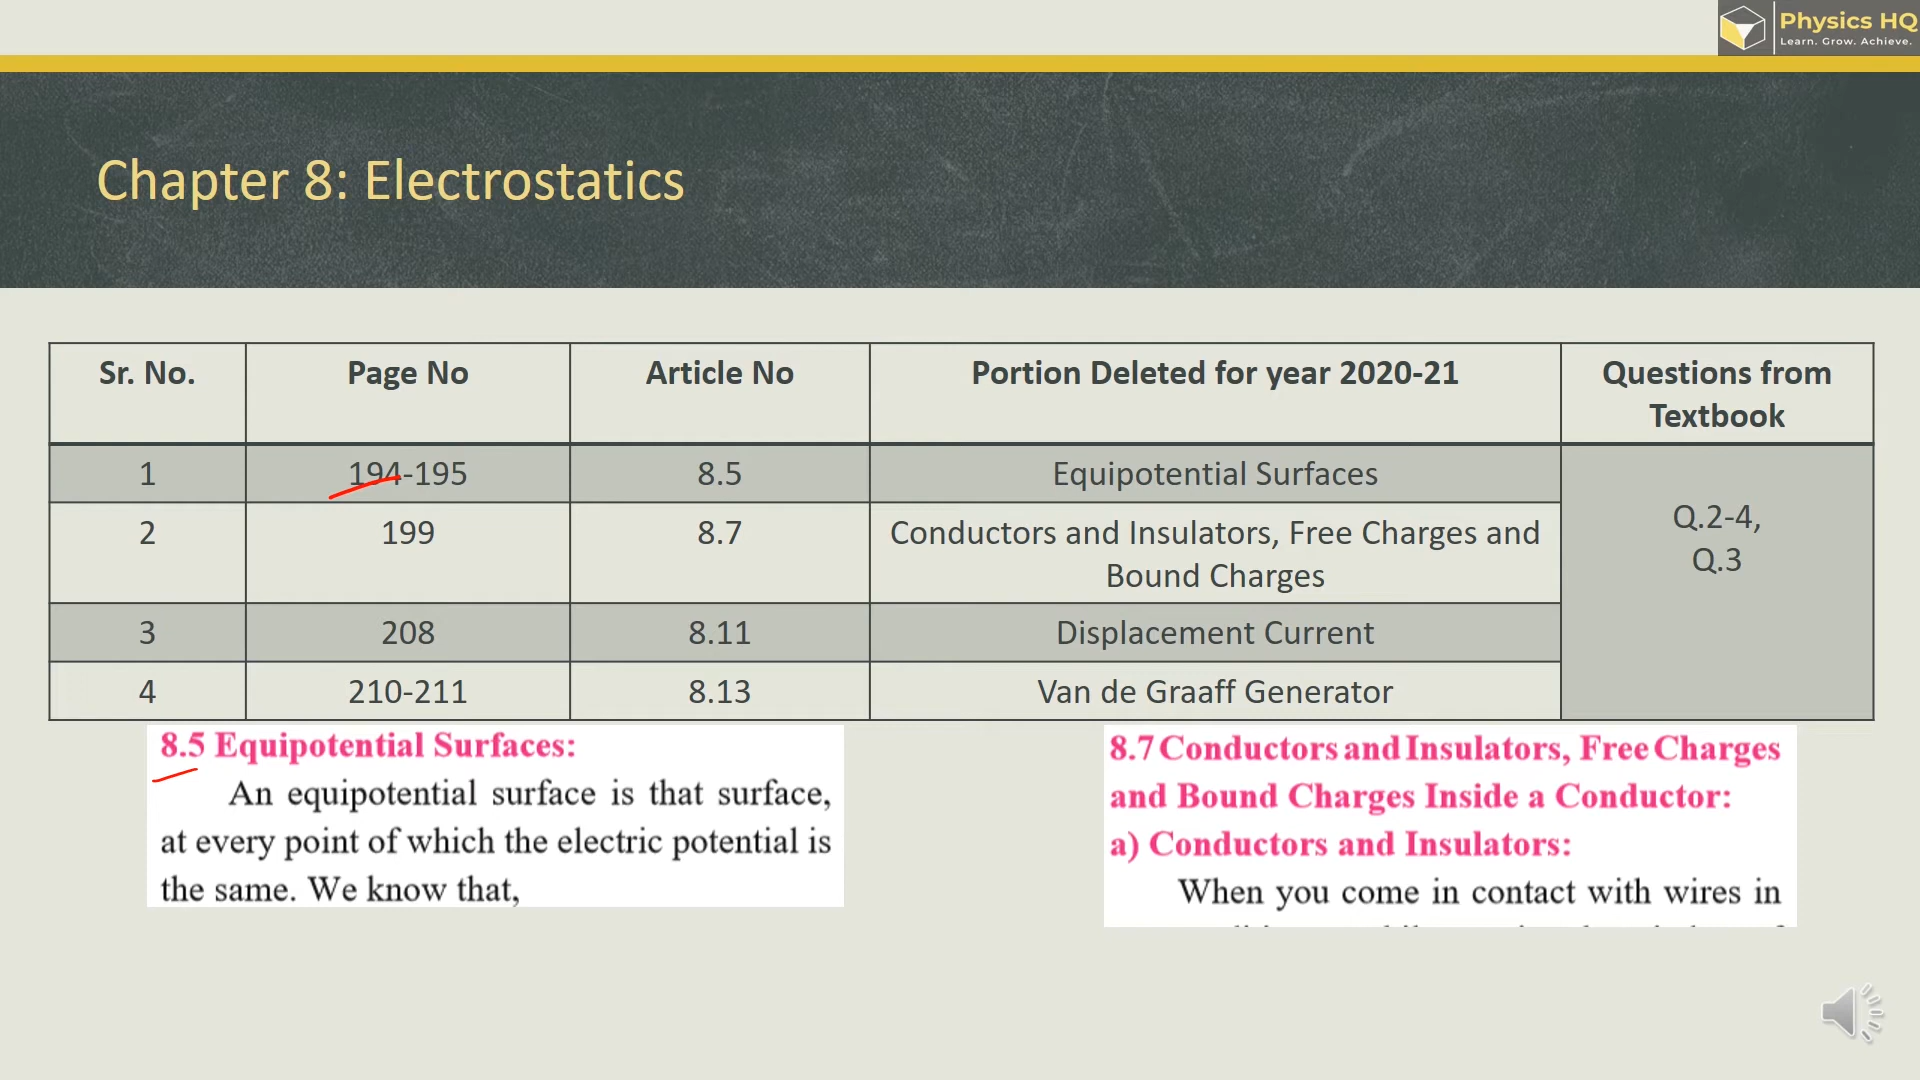 Physics HQ
Learn. Grow. Achieve.
Chapter 8: Electrostatics
Sr. No. Page No Article No Portion Deleted for year 2020-21 Questions from
Textbook
1 194-195 8.5 Equipotential Surfaces
2 199 8.7 Conductors and Insulators, Free Charges and
Bound Charges
Q.2-4,
Q.3
3 208 8.11 Displacement Current
4 210-211 8.13 Van de Graaff Generator
8.5 Equipotential Surfaces:
An equipotential surface is that surface,
at every point of which the electric potential is
the same. We know that,
8.7 Conductors and Insulators, Free Charges
and Bound Charges Inside a Conductor:
a) Conductors and Insulators:
When you come in contact with wires in